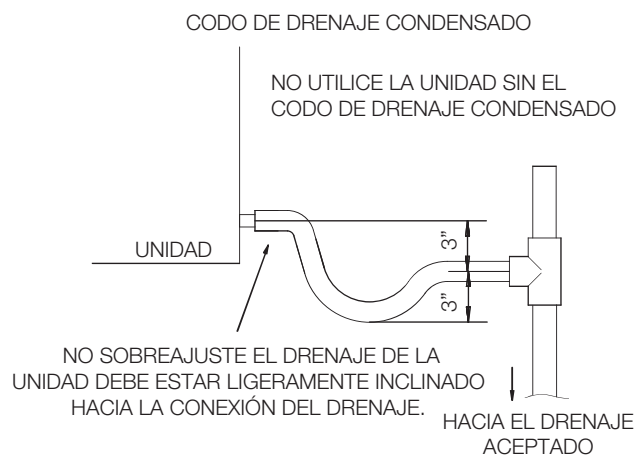 CODO DE DRENAJE CONDENSADO
NO UTILICE LA UNIDAD SIN EL
CODO DE DRENAJE CONDENSADO
UNIDAD
3”
3”
NO SOBREAJUSTE EL DRENAJE DE LA
UNIDAD DEBE ESTAR LIGERAMENTE INCLINADO
HACIA LA CONEXIÓN DEL DRENAJE.
HACIA EL DRENAJE
ACEPTADO